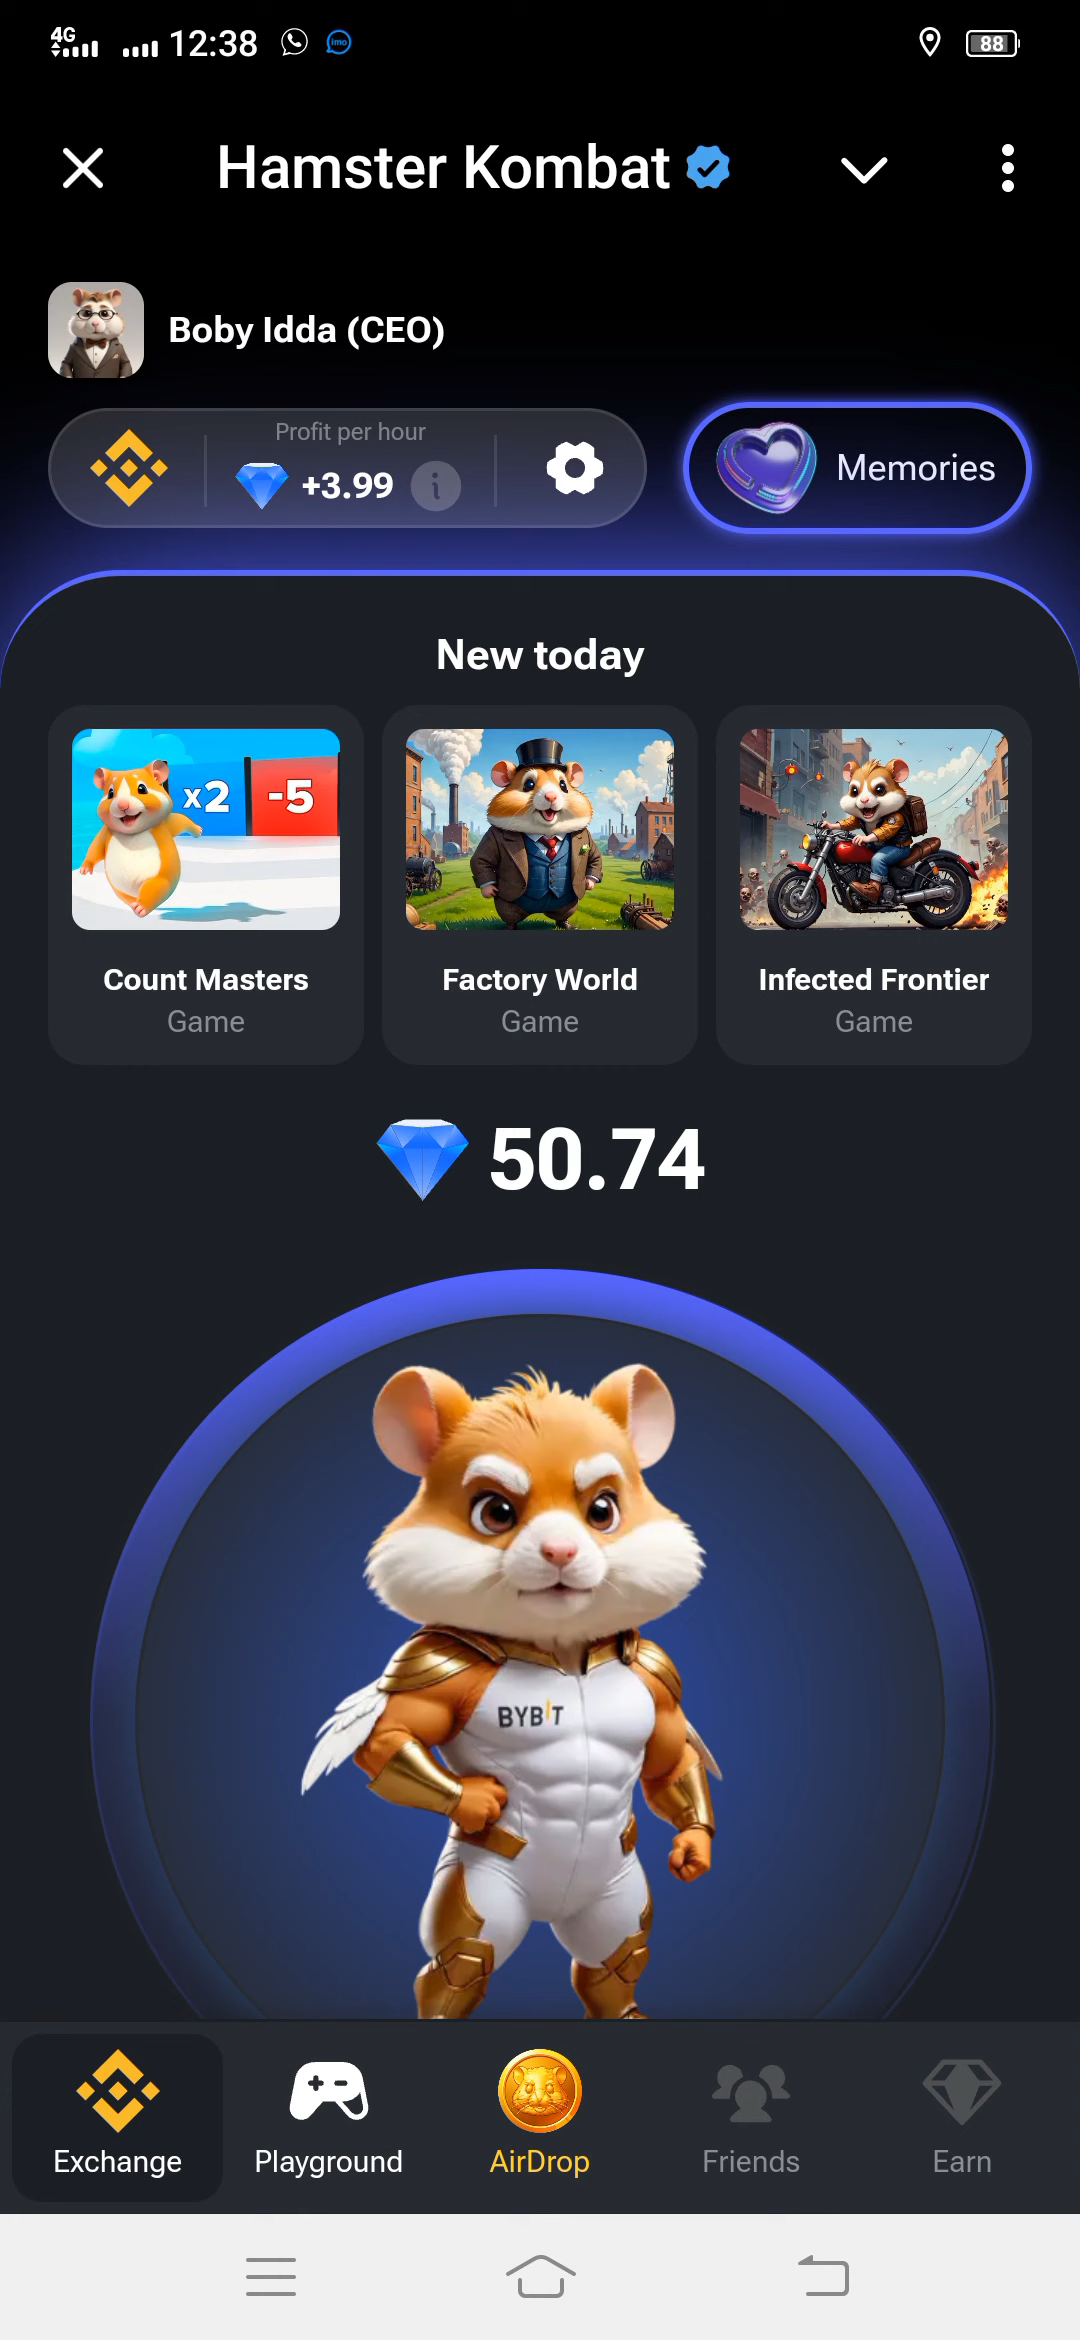 4G 12:38 imo 88
Hamster Kombat
Boby Idda (CEO)
Profit per hour
+3.99
Memories
New today
x2 -5
Count Masters Factory World Infected Frontier
Game Game Game
50.74
BYBIT
Exchange Playground AirDrop Friends Earn